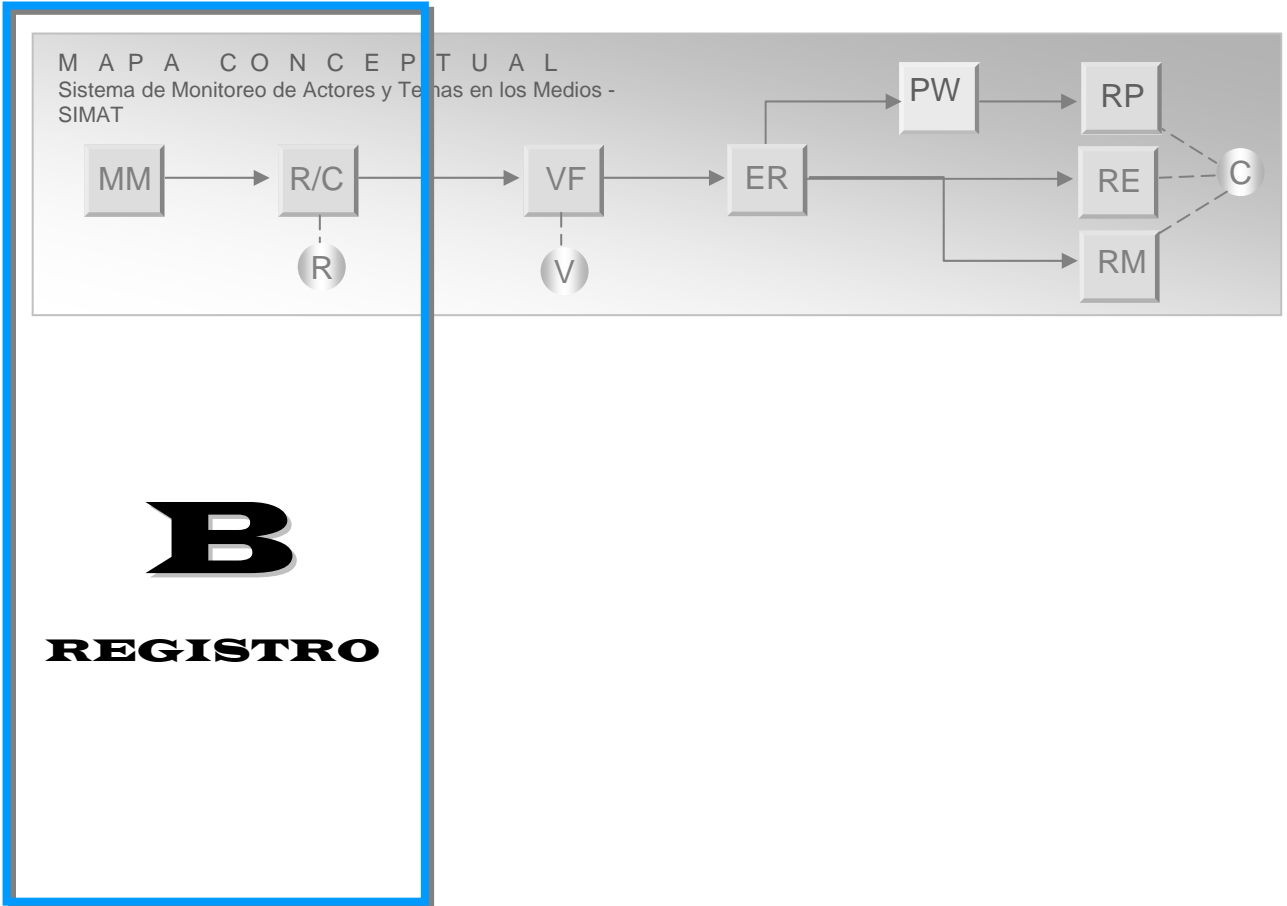 M A P A C O N C E P T U A L
Sistema de Monitoreo de Actores y Temas en los Medios -
SIMAT
PW
RP
MM
R/C
VF
ER
RE
C
R
V
RM
B
REGISTRO